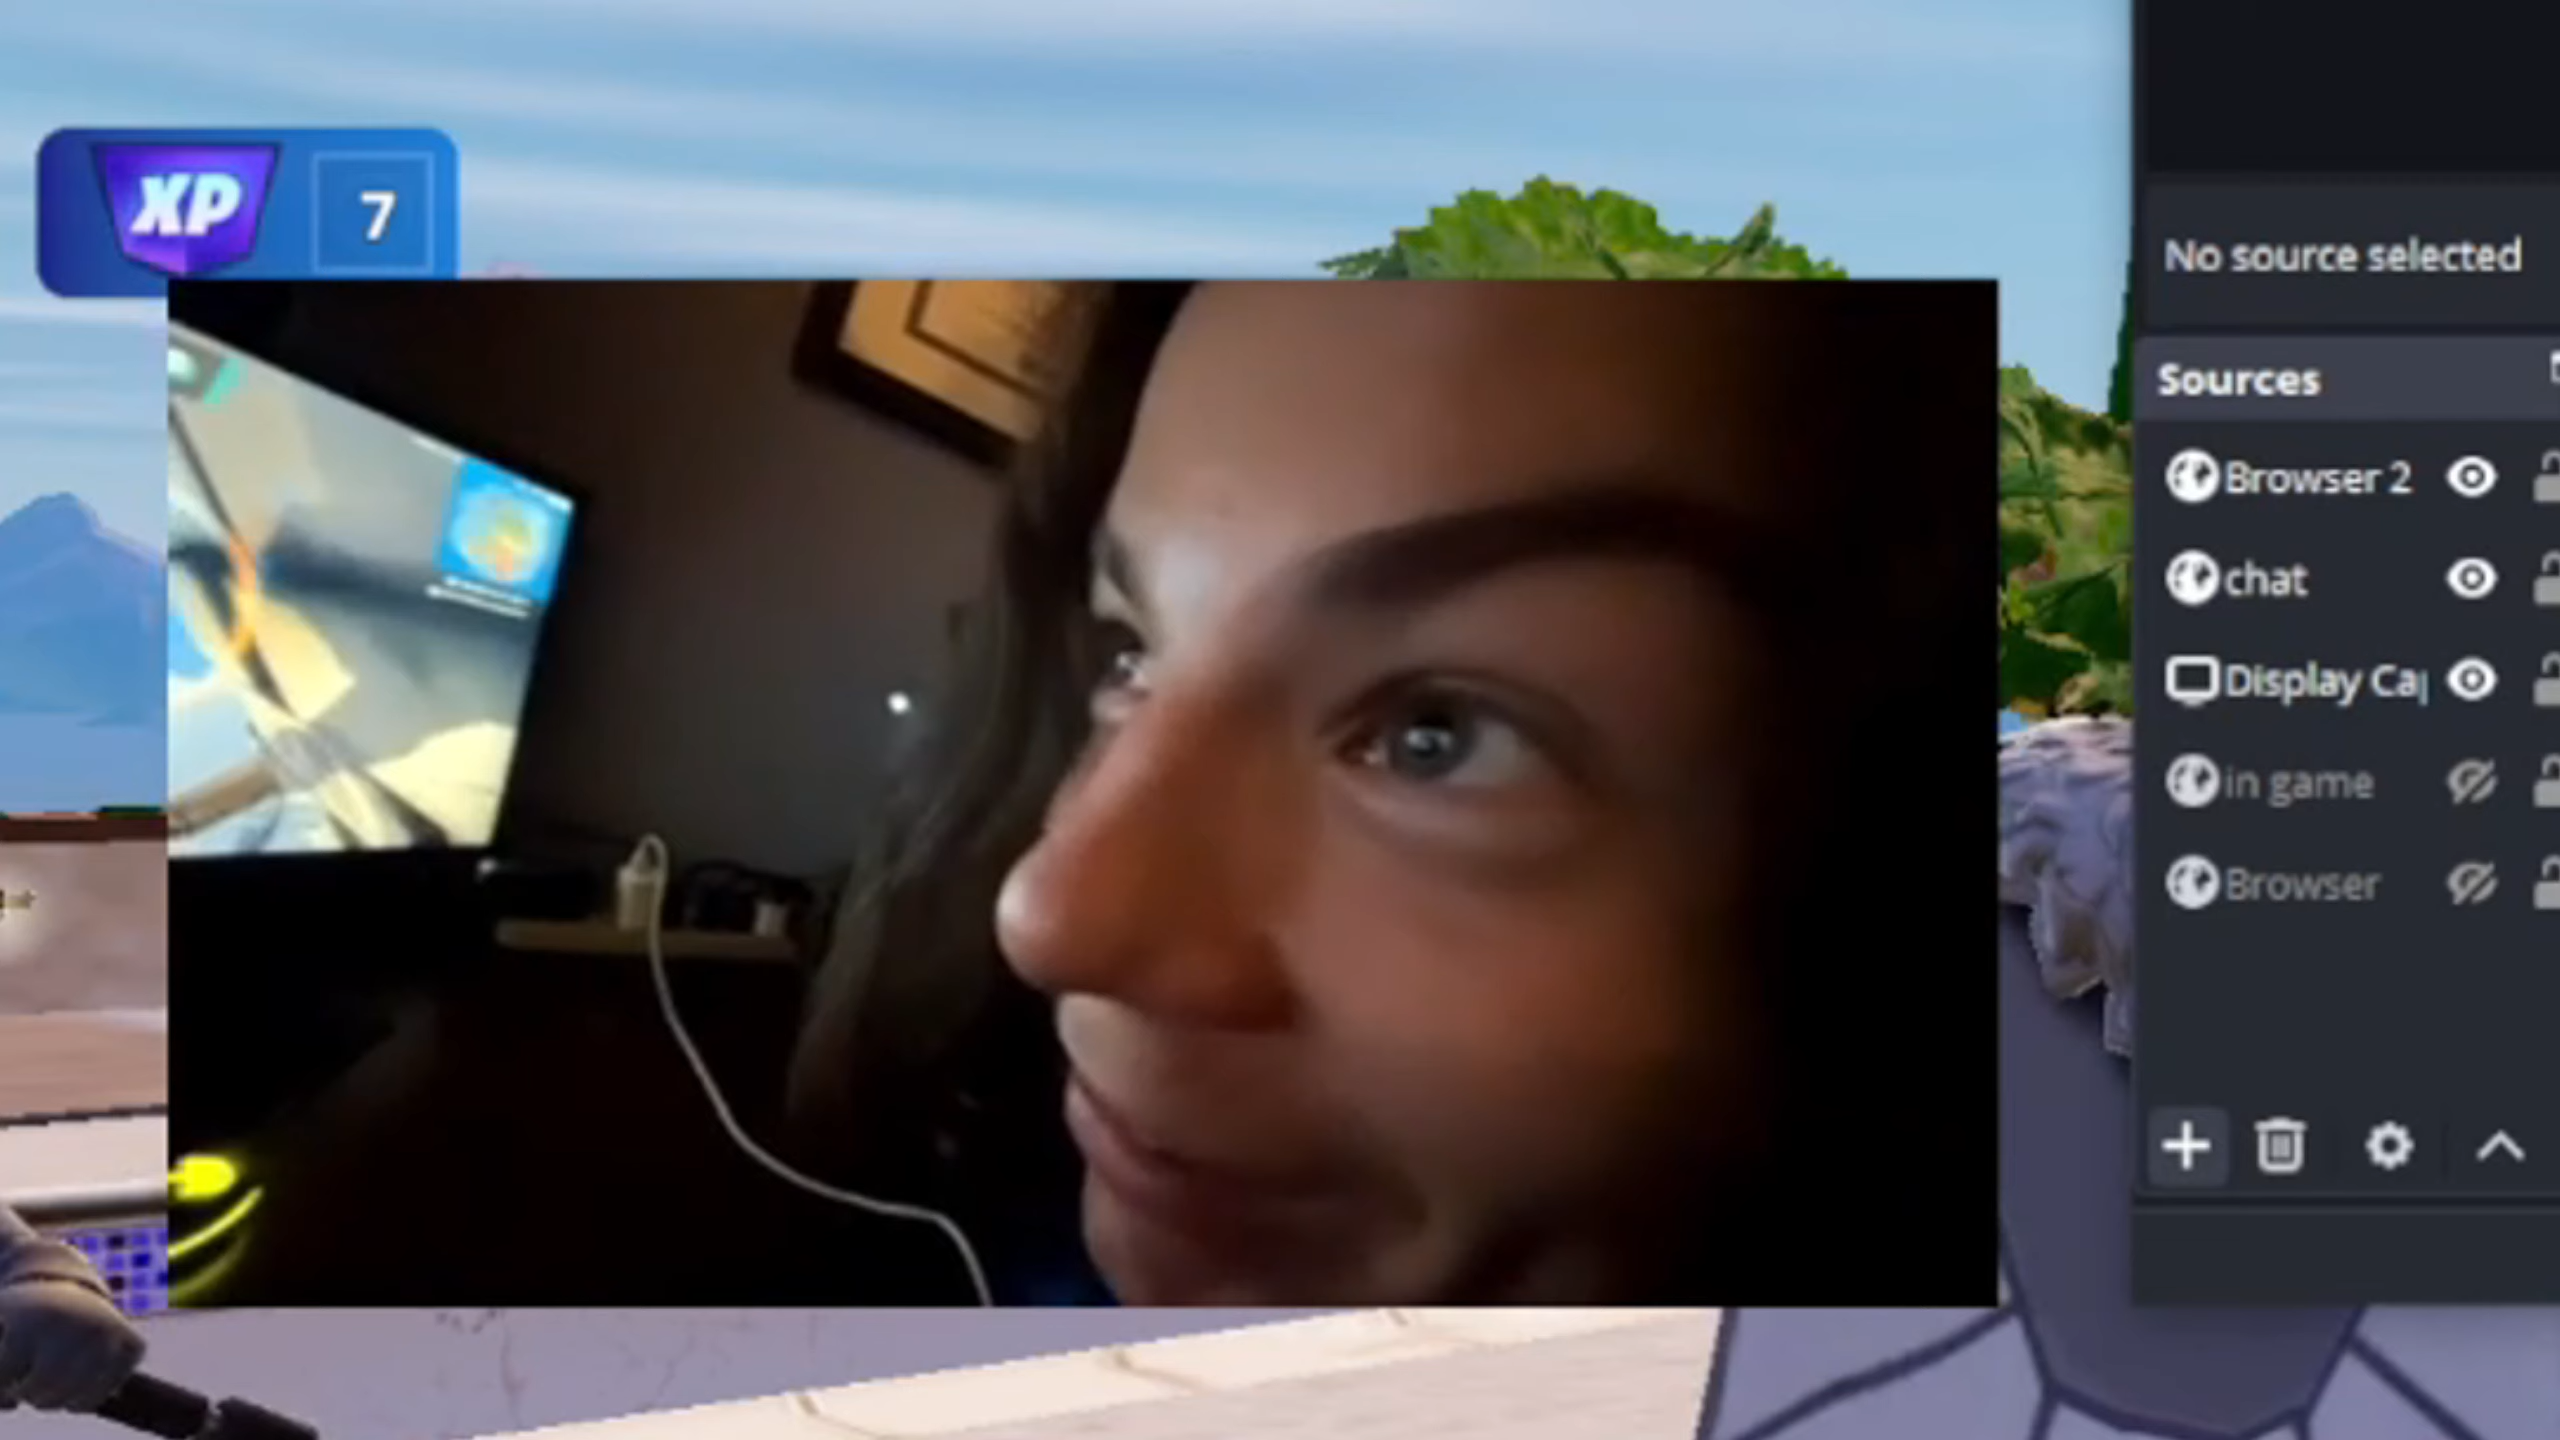 XP 7
No source selected
Sources
Browser 2
chat
Display Ca
in game
Browser